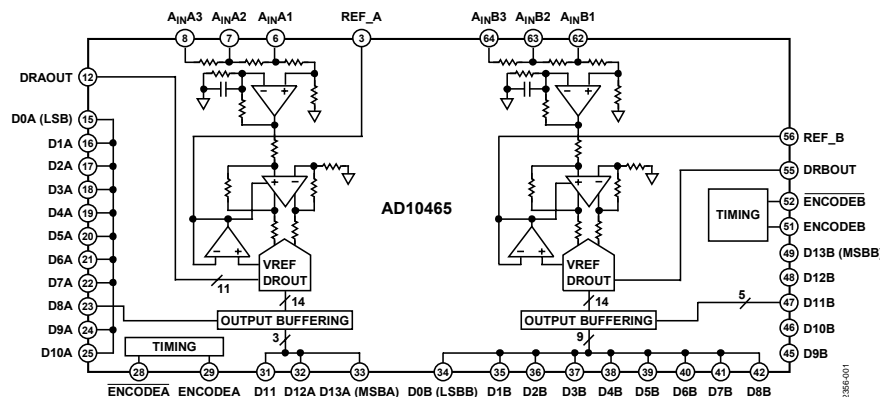 AINA3 AINA2 AINA1 REF_A AINB3 AINB2 AINB1
8 7 6 3 64 63 62
DRAOUT 12
D0A (LSB) 15
D1A 16
D2A 17
D3A 18
D4A 19
D5A 20
D6A 21
D7A 22
D8A 23
D9A 24
D10A 25
− +
+ −
− +
VREF
DROUT
11
14
OUTPUT BUFFERING
3
TIMING
AD10465
− +
+ −
− +
VREF
DROUT
14
OUTPUT BUFFERING
9
5
TIMING
56 REF_B
55 DRBOUT
52 ENCODEB
51 ENCODEB
49 D13B (MSBB)
48 D12B
47 D11B
46 D10B
45 D9B
28 29 31 32 33 34 35 36 37 38 39 40 41 42
ENCODEA ENCODEA D11 D12A D13A (MSBA) D0B (LSBB) D1B D2B D3B D4B D5B D6B D7B D8B
2356-001